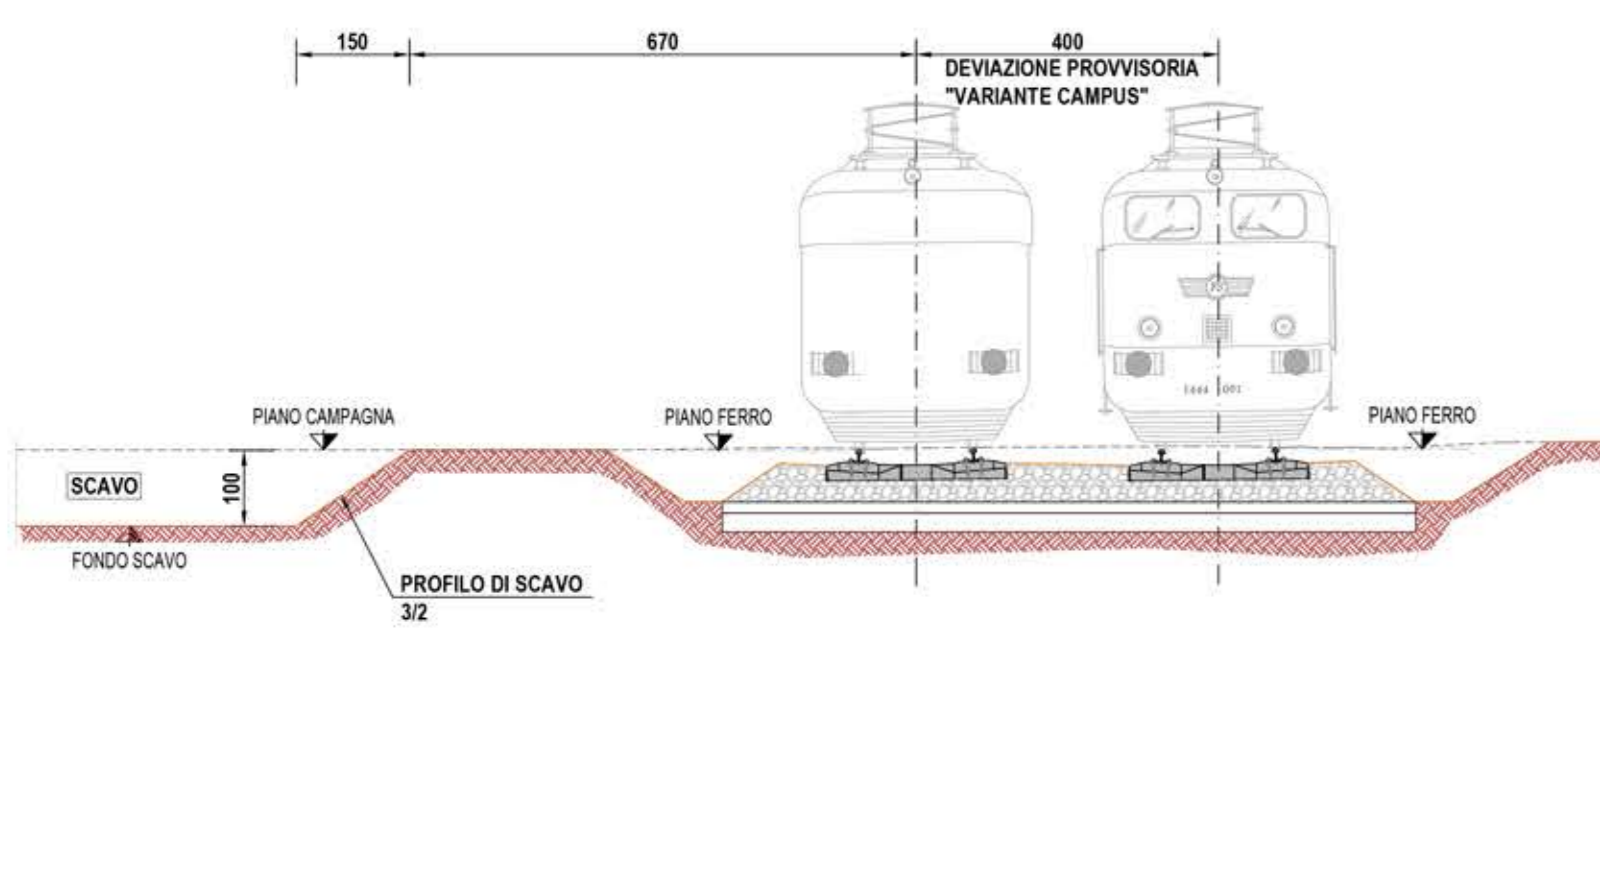 150
670
400
DEVIAZIONE PROVVISORIA
"VARIANTE CAMPUS"
PIANO CAMPAGNA
PIANO FERRO
PIANO FERRO
SCAVO
100
FONDO SCAVO
PROFILO DI SCAVO
3/2